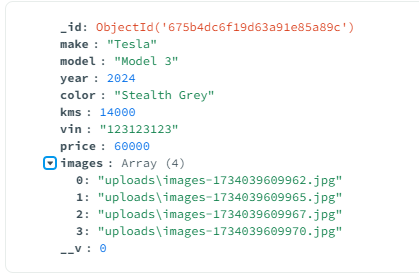 _id: ObjectId('675b4dc6f19d63a91e85a89c')
make : "Tesla"
model : "Model 3"
year : 2024
color : "Stealth Grey"
kms : 14000
vin : "123123123"
price : 60000
images : Array (4)
0: "uploads\images-1734039609962.jpg"
1: "uploads\images-1734039609965.jpg"
2: "uploads\images-1734039609967.jpg"
3: "uploads\images-1734039609970.jpg"
__v : 0